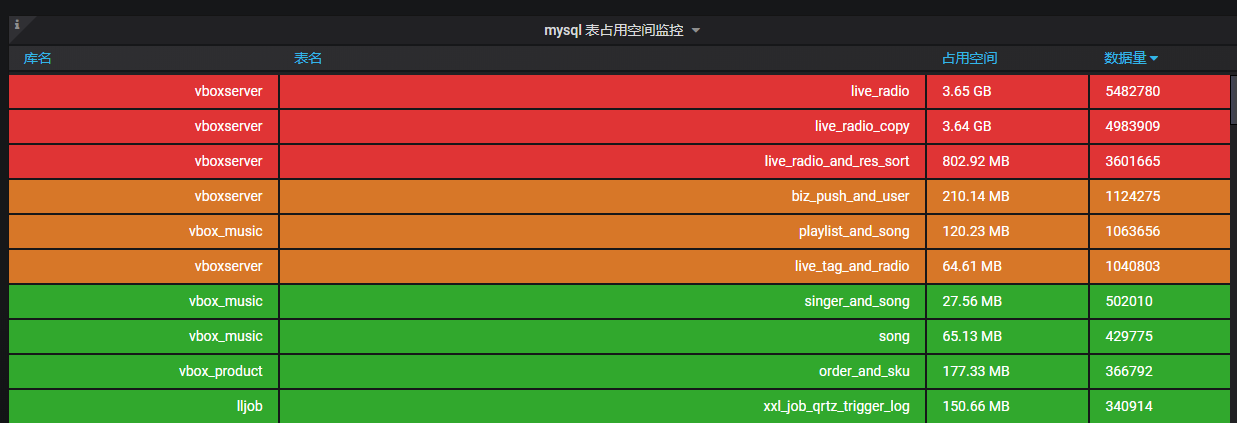 i
mysql 表占用空间监控
库名 表名 占用空间 数据量
vboxserver live_radio 3.65 GB 5482780
vboxserver live_radio_copy 3.64 GB 4983909
vboxserver live_radio_and_res_sort 802.92 MB 3601665
vboxserver biz_push_and_user 210.14 MB 1124275
vbox_music playlist_and_song 120.23 MB 1063656
vboxserver live_tag_and_radio 64.61 MB 1040803
vbox_music singer_and_song 27.56 MB 502010
vbox_music song 65.13 MB 429775
vbox_product order_and_sku 177.33 MB 366792
lljob xxl_job_qrtz_trigger_log 150.66 MB 340914